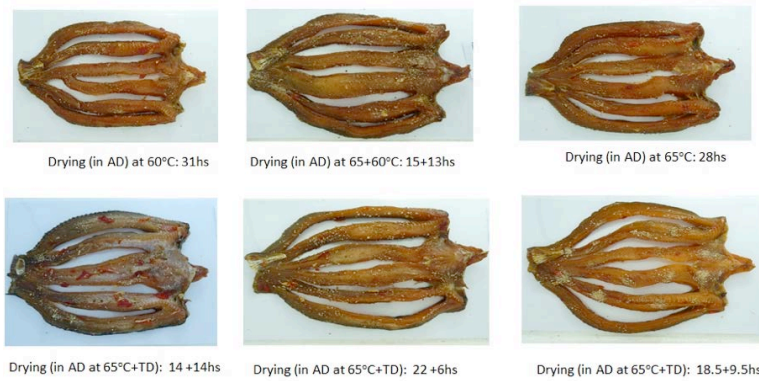 Drying (in AD) at 60°C: 31hs
Drying (in AD) at 65+60°C: 15+13hs
Drying (in AD) at 65°C: 28hs
Drying (in AD at 65°C+TD): 14 +14hs
Drying (in AD at 65°C+TD): 22 +6hs
Drying (in AD at 65°C+TD): 18.5+9.5hs